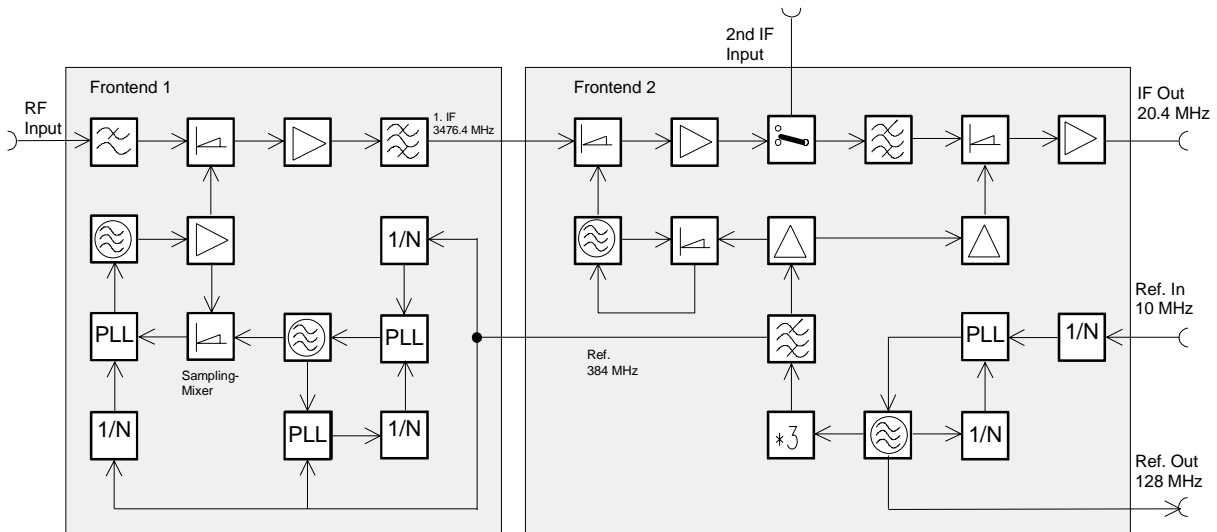 2nd IF
Input
Frontend 1
Frontend 2
RF
Input
1. IF
3476.4 MHz
IF Out
20.4 MHz
1/N
PLL
PLL
Sampling-
Mixer
Ref.
384 MHz
PLL
1/N
Ref. In
10 MHz
1/N
PLL
1/N
*3
1/N
Ref. Out
128 MHz